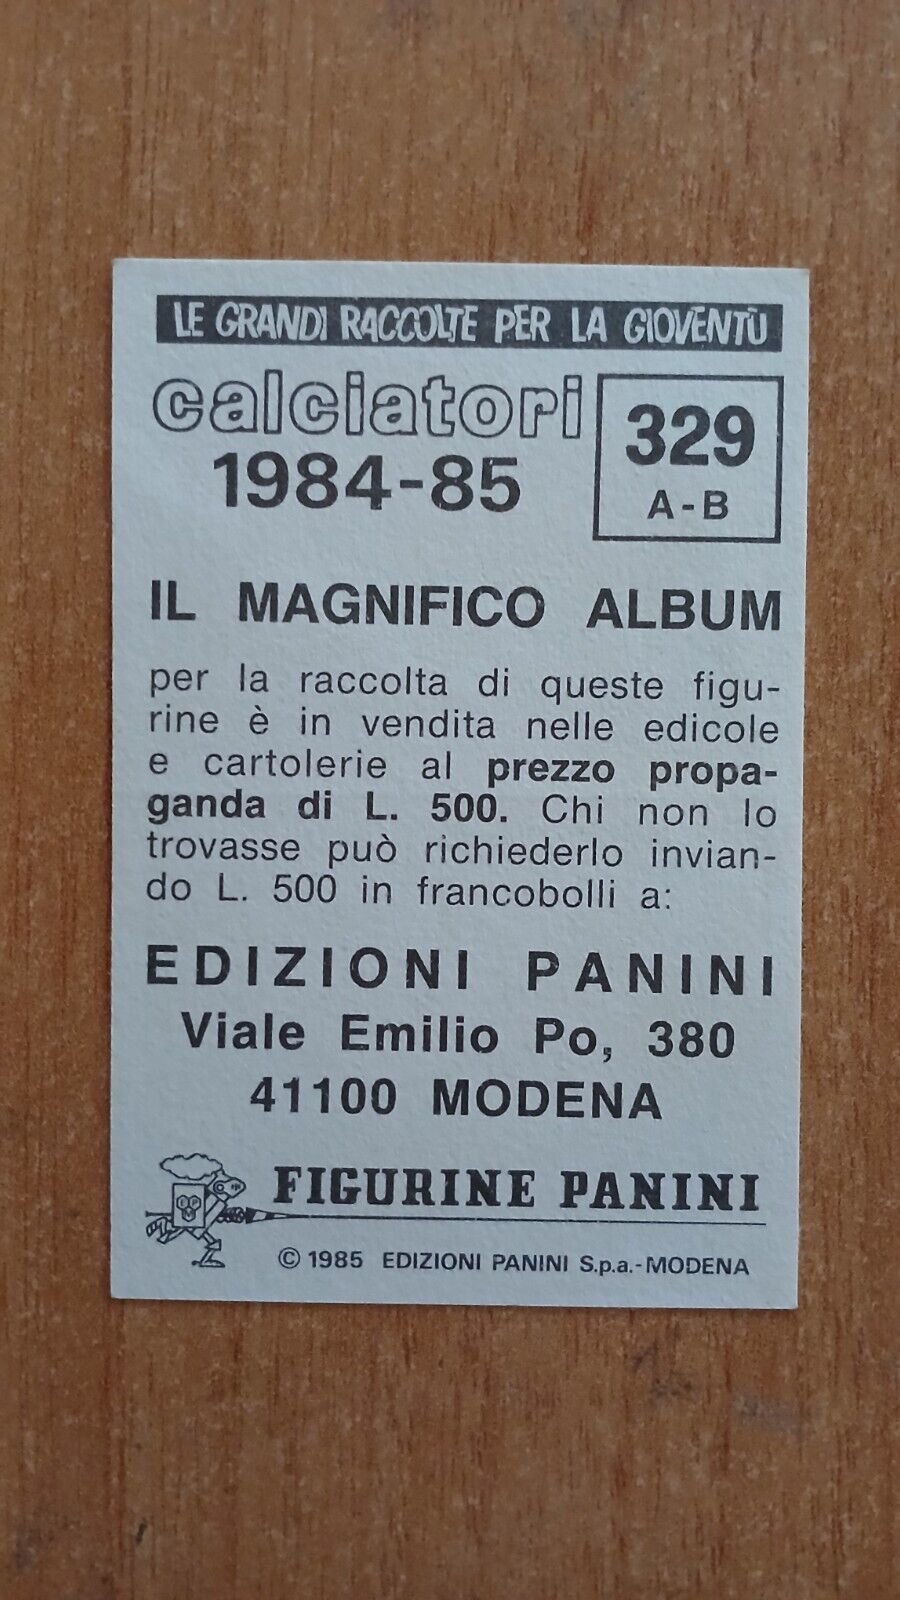 LE GRANDI RACCOLTE PER LA GIOVENTÙ
calciatori
1984-85
329
A-B
IL MAGNIFICO ALBUM
per la raccolta di queste figu-
rine è in vendita nelle edicole
e cartolerie al prezzo propa-
ganda di L. 500. Chi non lo
trovasse può richiederlo invian-
do L. 500 in francobolli a:
EDIZIONI PANINI
Viale Emilio Po, 380
41100 MODENA
FIGURINE PANINI
© 1985 EDIZIONI PANINI S.p.a.-MODENA